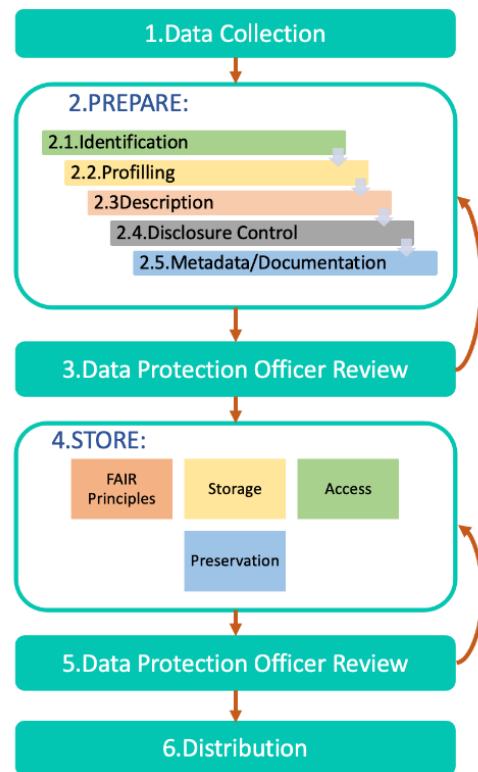 1.Data Collection
2.PREPARE:
2.1.Identification
2.2.Profilling
2.3Description
2.4.Disclosure Control
2.5.Metadata/Documentation
3.Data Protection Officer Review
4.STORE:
FAIR
Principles
Storage
Access
Preservation
5.Data Protection Officer Review
6.Distribution